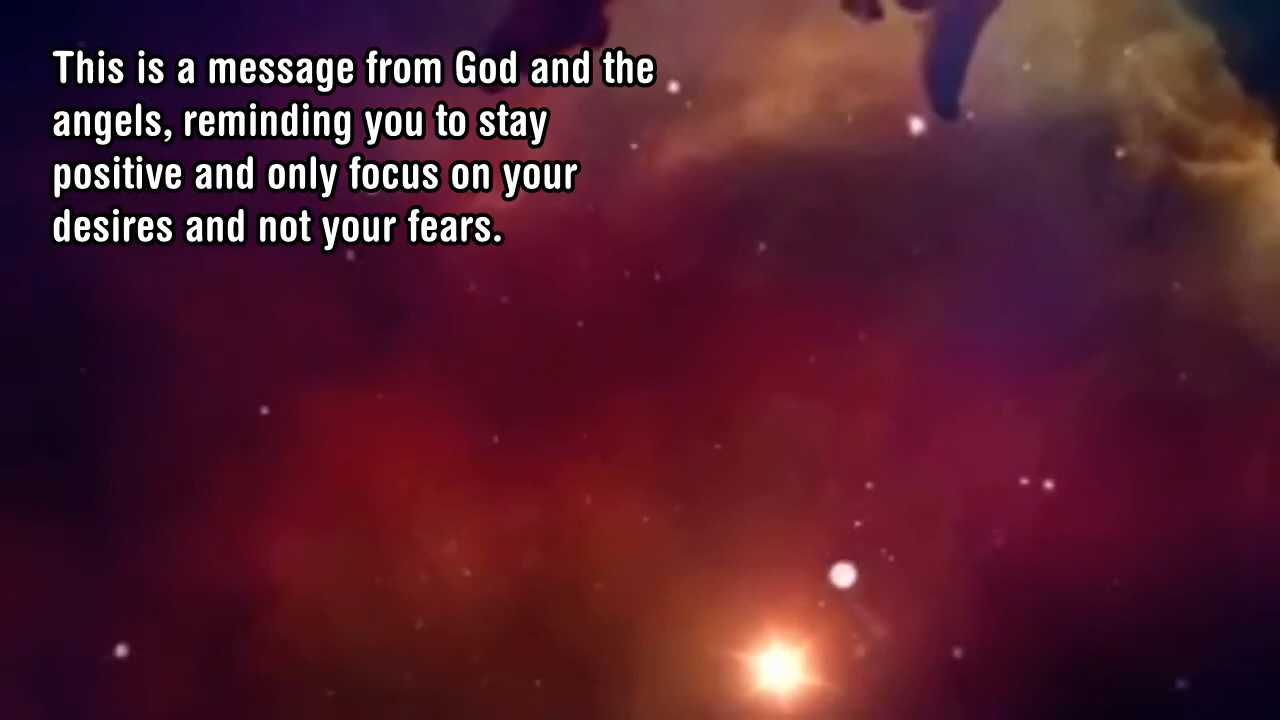 This is a message from God and the
angels, reminding you to stay
positive and only focus on your
desires and not your fears.